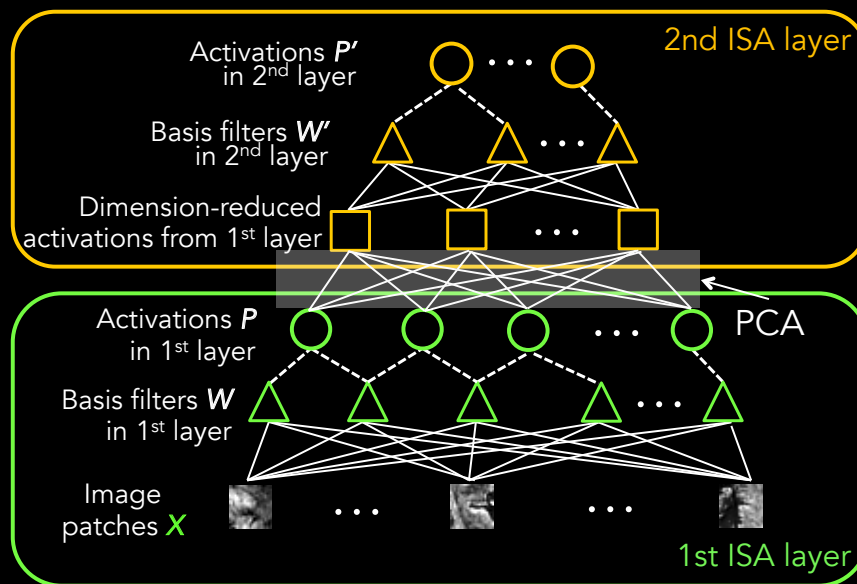 2nd ISA layer
Activations P'
in 2nd layer
Basis filters W'
in 2nd layer
Dimension-reduced
activations from 1st layer
PCA
Activations P
in 1st layer
Basis filters W
in 1st layer
Image
patches X
1st ISA layer